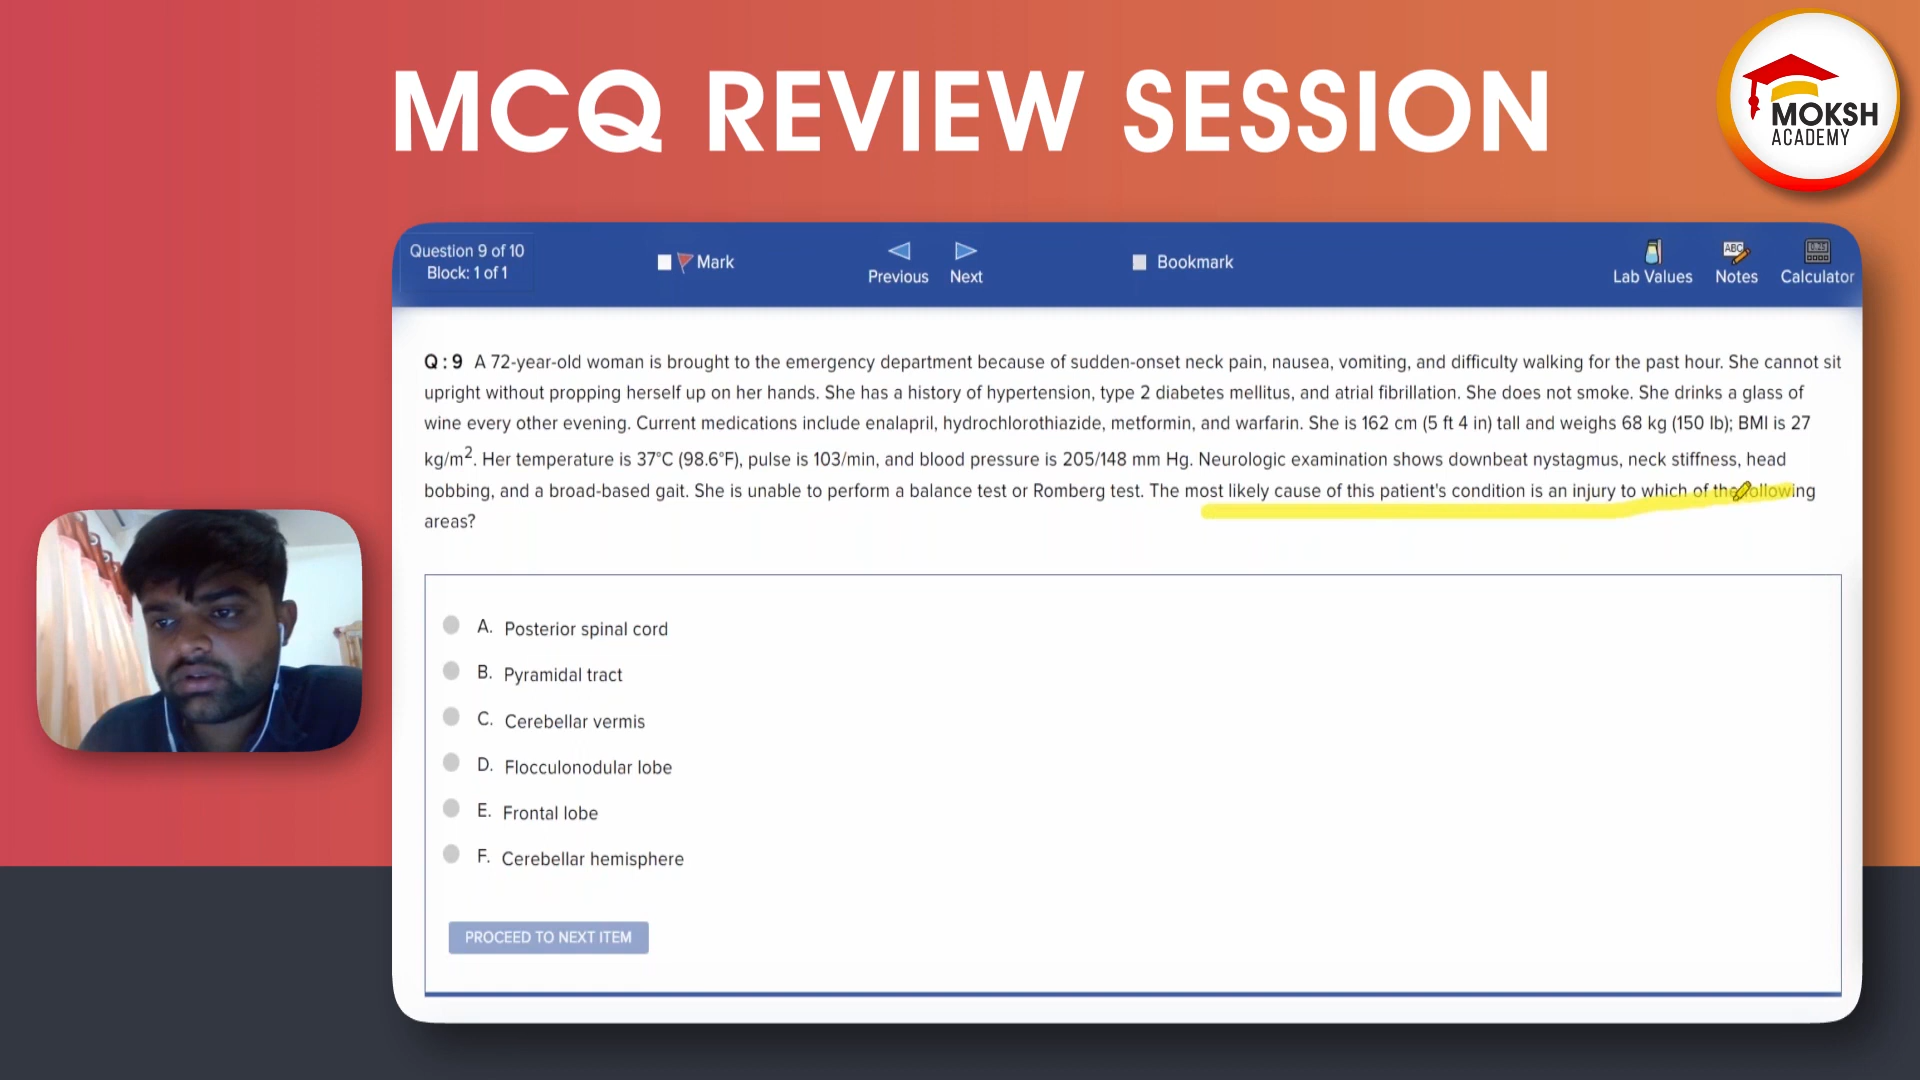 MCQ REVIEW SESSION
MOKSH
ACADEMY
Question 9 of 10
Block: 1 of 1
Mark
Previous
Next
Bookmark
Lab Values
ABC
Notes
Calculator
Q : 9 A 72-year-old woman is brought to the emergency department because of sudden-onset neck pain, nausea, vomiting, and difficulty walking for the past hour. She cannot sit
upright without propping herself up on her hands. She has a history of hypertension, type 2 diabetes mellitus, and atrial fibrillation. She does not smoke. She drinks a glass of
wine every other evening. Current medications include enalapril, hydrochlorothiazide, metformin, and warfarin. She is 162 cm (5 ft 4 in) tall and weighs 68 kg (150 lb); BMI is 27
kg/m². Her temperature is 37°C (98.6°F), pulse is 103/min, and blood pressure is 205/148 mm Hg. Neurologic examination shows downbeat nystagmus, neck stiffness, head
bobbing, and a broad-based gait. She is unable to perform a balance test or Romberg test. The most likely cause of this patient's condition is an injury to which of the following
areas?
A. Posterior spinal cord
B. Pyramidal tract
C. Cerebellar vermis
D. Flocculonodular lobe
E. Frontal lobe
F. Cerebellar hemisphere
PROCEED TO NEXT ITEM